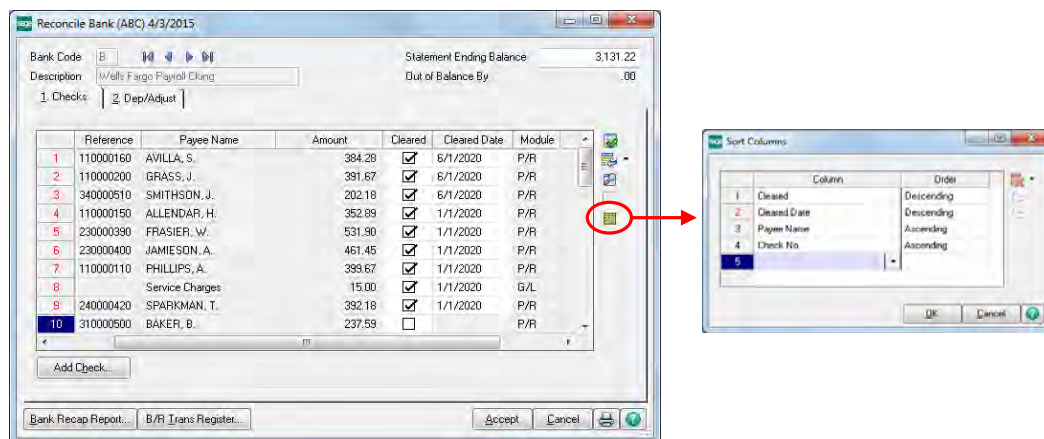 sage Reconcile Bank (ABC) 4/3/2015
Bank Code B Statement Ending Balance 3,131.22
Description Wells Fargo Payroll Cking Out of Balance By .00
1. Checks 2. Dep/Adjust
Reference Payee Name Amount Cleared Cleared Date Module
1 110000160 AVILLA, S. 384.28 6/1/2020 P/R
2 110000200 GRASS, J. 391.67 6/1/2020 P/R
3 340000510 SMITHSON, J. 202.18 6/1/2020 P/R
4 110000150 ALLENDAR, H. 352.89 1/1/2020 P/R
5 230000390 FRASIER, W. 531.90 1/1/2020 P/R
6 230000400 JAMIESON, A. 461.45 1/1/2020 P/R
7 110000110 PHILLIPS, A. 399.67 1/1/2020 P/R
8 Service Charges 15.00 1/1/2020 G/L
9 240000420 SPARKMAN, T. 392.18 1/1/2020 P/R
10 310000500 BAKER, B. 237.59 P/R
Add Check...
Bank Recap Report... B/R Trans Register... Accept Cancel
sage Sort Columns
Column Order
1 Cleared Descending
2 Cleared Date Descending
3 Payee Name Ascending
4 Check No. Ascending
5
OK Cancel